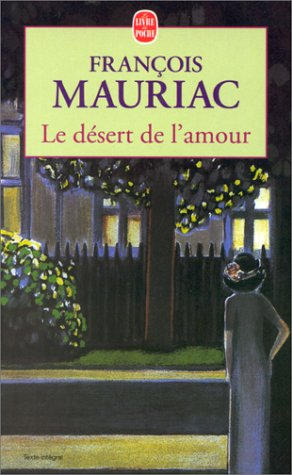 LE LIVRE
DE
POCHE
FRANÇOIS
MAURIAC
Le désert de l'amour
Texte intégral